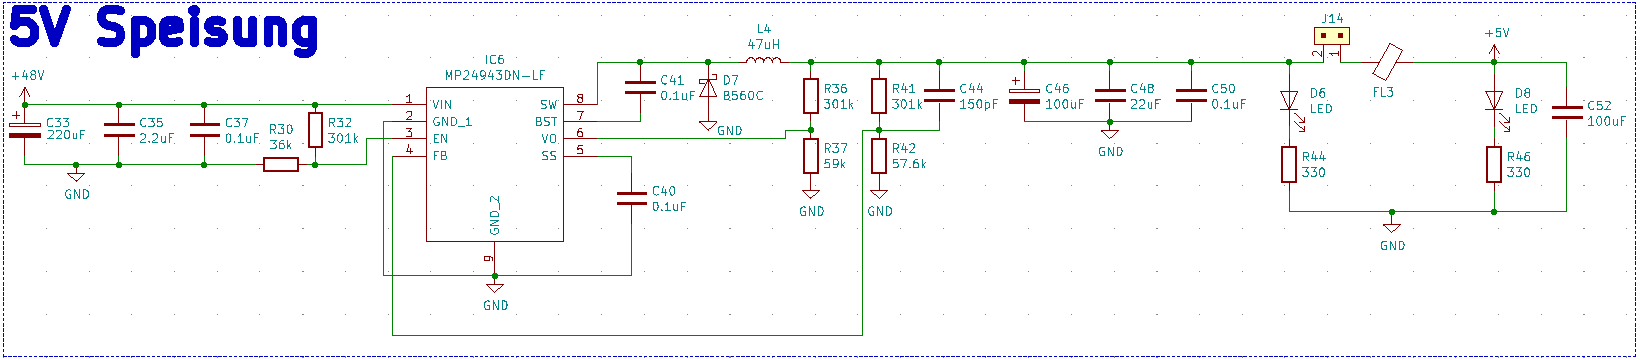 5V Speisung
+48V
C33
220uF
C35
2.2uF
C37
0.1uF
R30
36k
R32
301k
GND
IC6
MP24943DN-LF
1
VIN
2
GND_1
3
EN
4
FB
SW
8
BST
7
VO
6
SS
5
GND_2
9
GND
C40
0.1uF
C41
0.1uF
D7
B560C
GND
L4
47uH
R36
301k
R37
59k
GND
R41
301k
R42
57.6k
GND
C44
150pF
C46
100uF
C48
22uF
C50
0.1uF
GND
J14
2
1
D6
LED
R44
330
FL3
GND
+5V
D8
LED
R46
330
C52
100uF